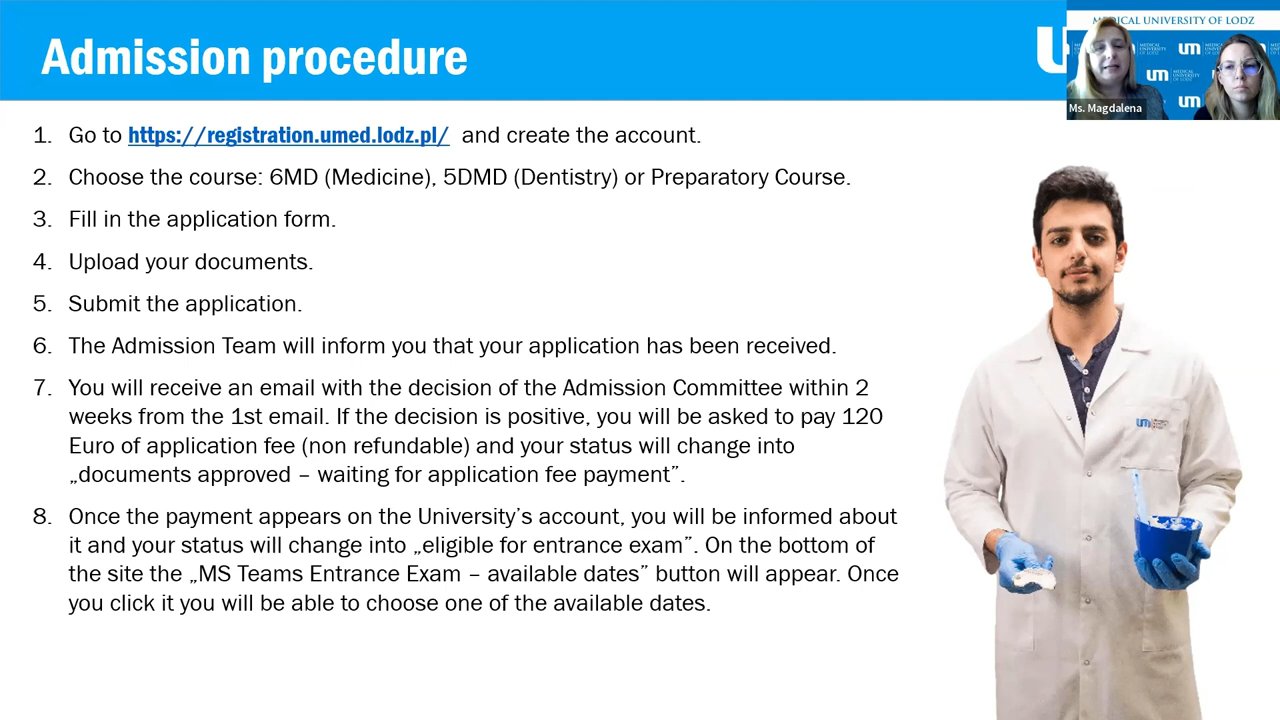 Admission procedure
MEDICAL UNIVERSITY OF LODZ
um
MEDICAL UNIVERSITY OF LODZ
Ms. Magdalena
1. Go to https://registration.umed.lodz.pl/ and create the account.
2. Choose the course: 6MD (Medicine), 5DMD (Dentistry) or Preparatory Course.
3. Fill in the application form.
4. Upload your documents.
5. Submit the application.
6. The Admission Team will inform you that your application has been received.
7. You will receive an email with the decision of the Admission Committee within 2
weeks from the 1st email. If the decision is positive, you will be asked to pay 120
Euro of application fee (non refundable) and your status will change into
„documents approved – waiting for application fee payment”.
8. Once the payment appears on the University’s account, you will be informed about
it and your status will change into „eligible for entrance exam”. On the bottom of
the site the „MS Teams Entrance Exam – available dates” button will appear. Once
you click it you will be able to choose one of the available dates.
um